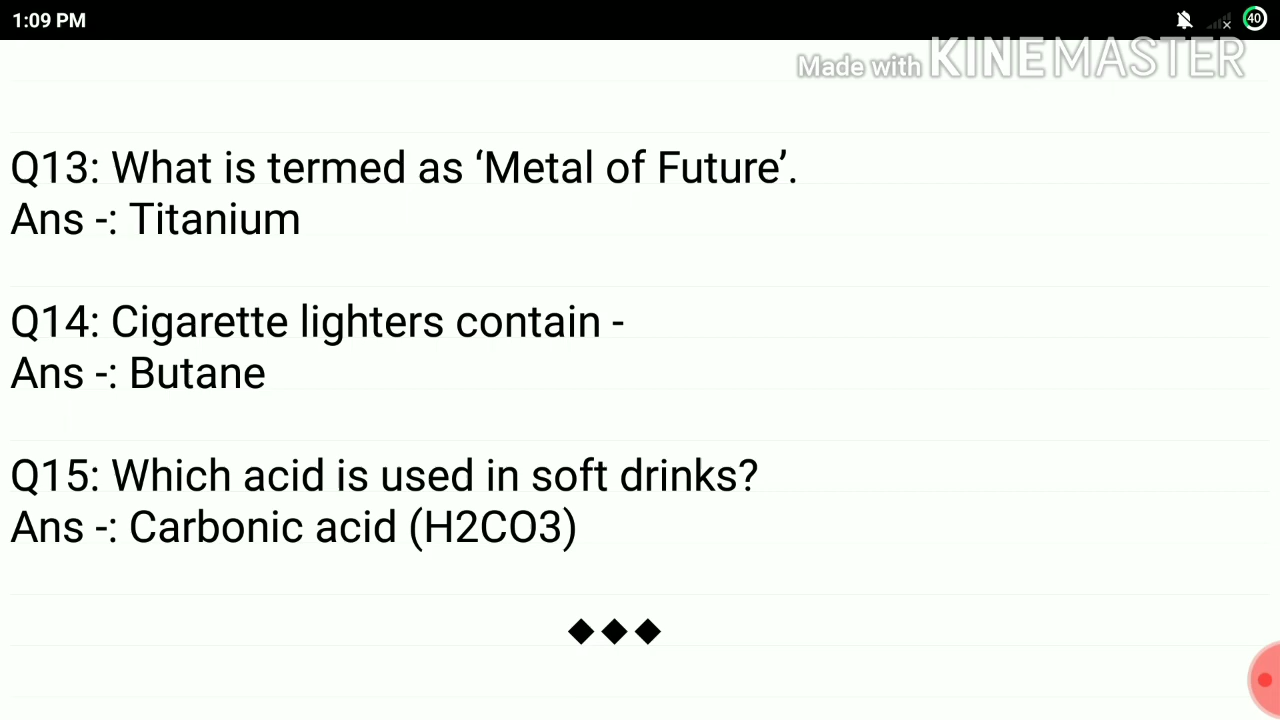 1:09 PM
40
Made with KINEMASTER
Q13: What is termed as ‘Metal of Future’.
Ans -: Titanium
Q14: Cigarette lighters contain -
Ans -: Butane
Q15: Which acid is used in soft drinks?
Ans -: Carbonic acid (H2CO3)